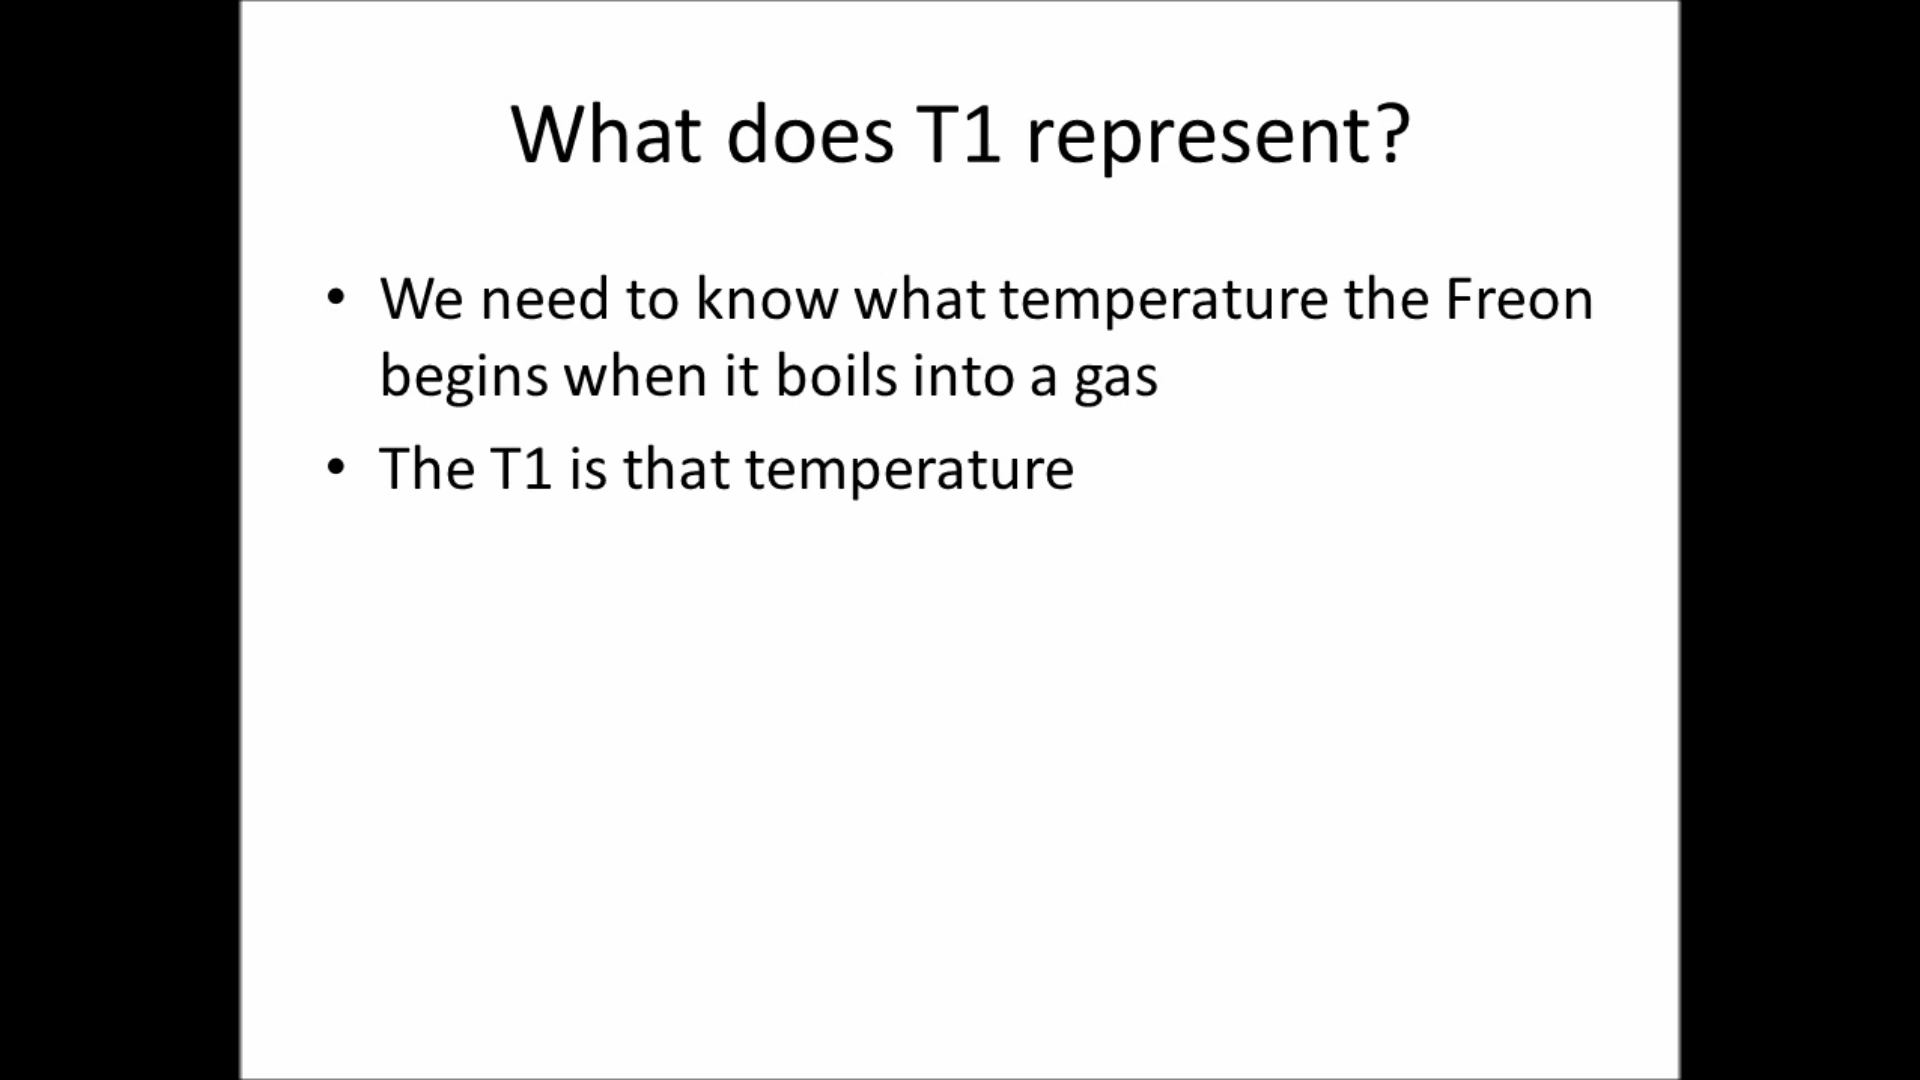 What does T1 represent?
• We need to know what temperature the Freon
begins when it boils into a gas
• The T1 is that temperature